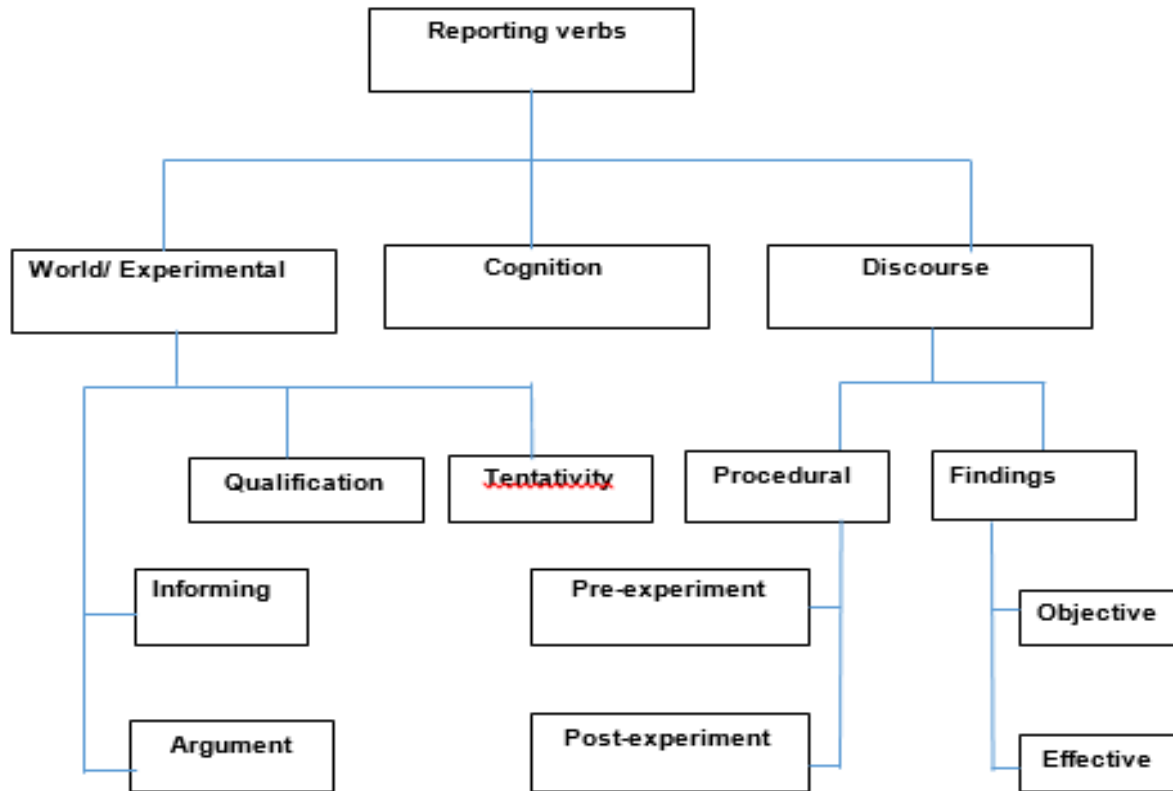 Reporting verbs
World/ Experimental
Cognition
Discourse
Qualification
Tentativity
Procedural
Findings
Informing
Pre-experiment
Objective
Argument
Post-experiment
Effective